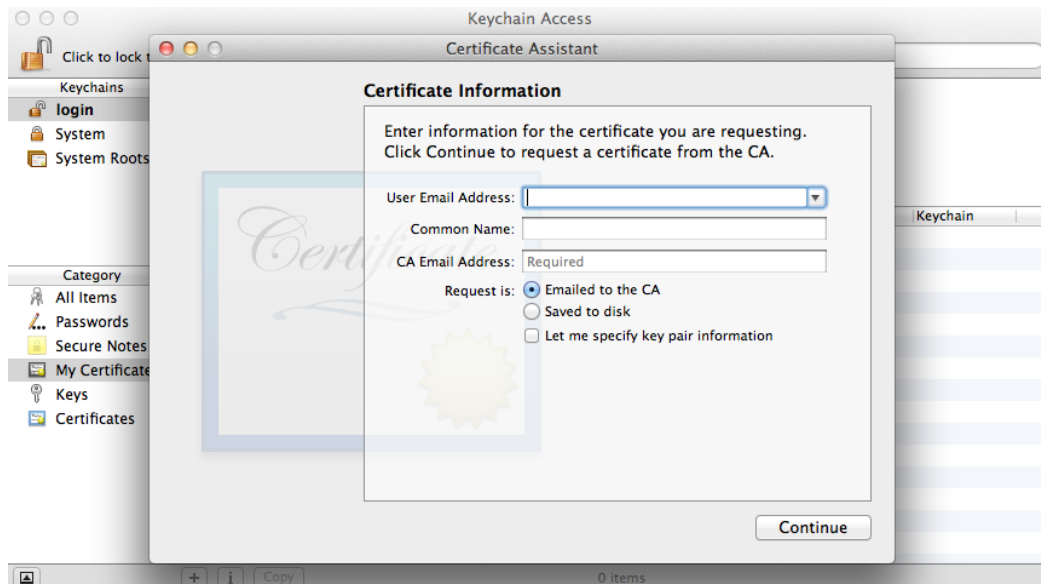 Keychain Access
Click to lock t
Certificate Assistant
Keychains
login
System
System Roots
Category
All Items
Passwords
Secure Notes
My Certificate
Keys
Certificates
Certificate Information
Enter information for the certificate you are requesting.
Click Continue to request a certificate from the CA.
User Email Address:
Common Name:
CA Email Address: Required
Request is: Emailed to the CA
Saved to disk
Let me specify key pair information
Certificate
Continue
Keychain
Copy
0 items